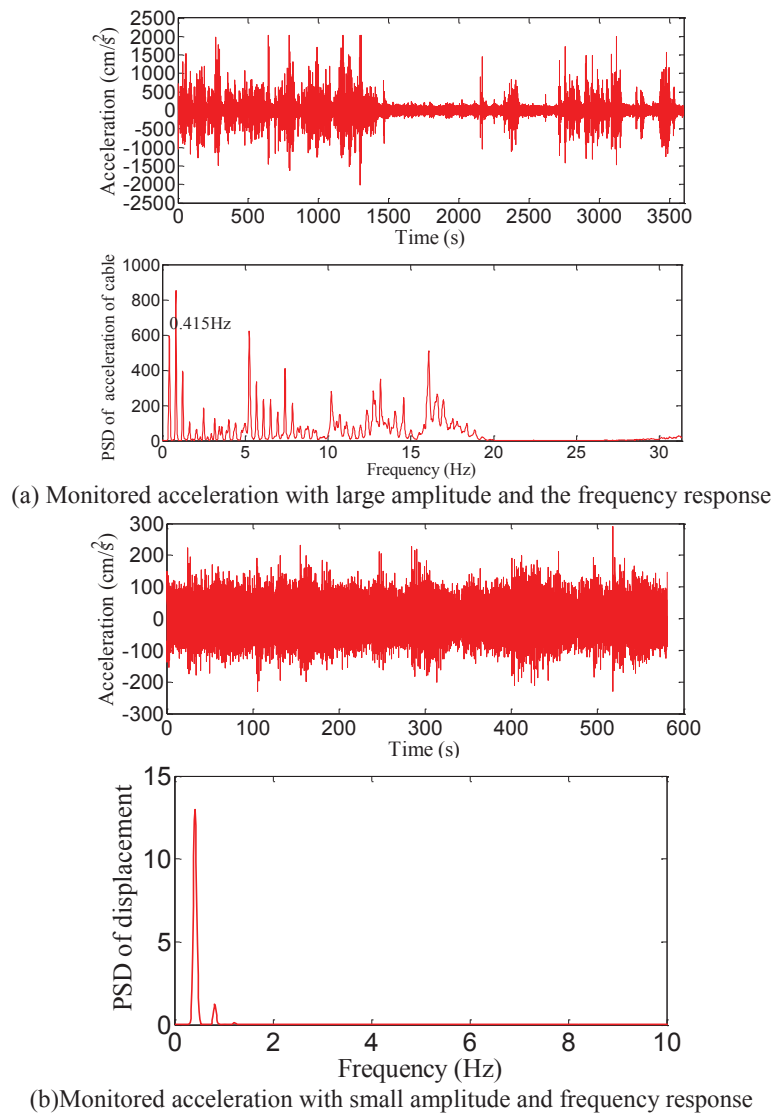 Acceleration (cm/s²)
2500
2000
1500
1000
500
0
-500
-1000
-1500
-2000
-2500
0 500 1000 1500 2000 2500 3000 3500
Time (s)
PSD of acceleration of cable
1000
800
600
400
200
0.415Hz
5 10 15 20 25 30
Frequency (Hz)
(a) Monitored acceleration with large amplitude and the frequency response
Acceleration (cm/s²)
300
200
100
0
-100
-200
-300
0 100 200 300 400 500 600
Time (s)
PSD of displacement
15
10
5
0
0 2 4 6 8 10
Frequency (Hz)
(b)Monitored acceleration with small amplitude and frequency response